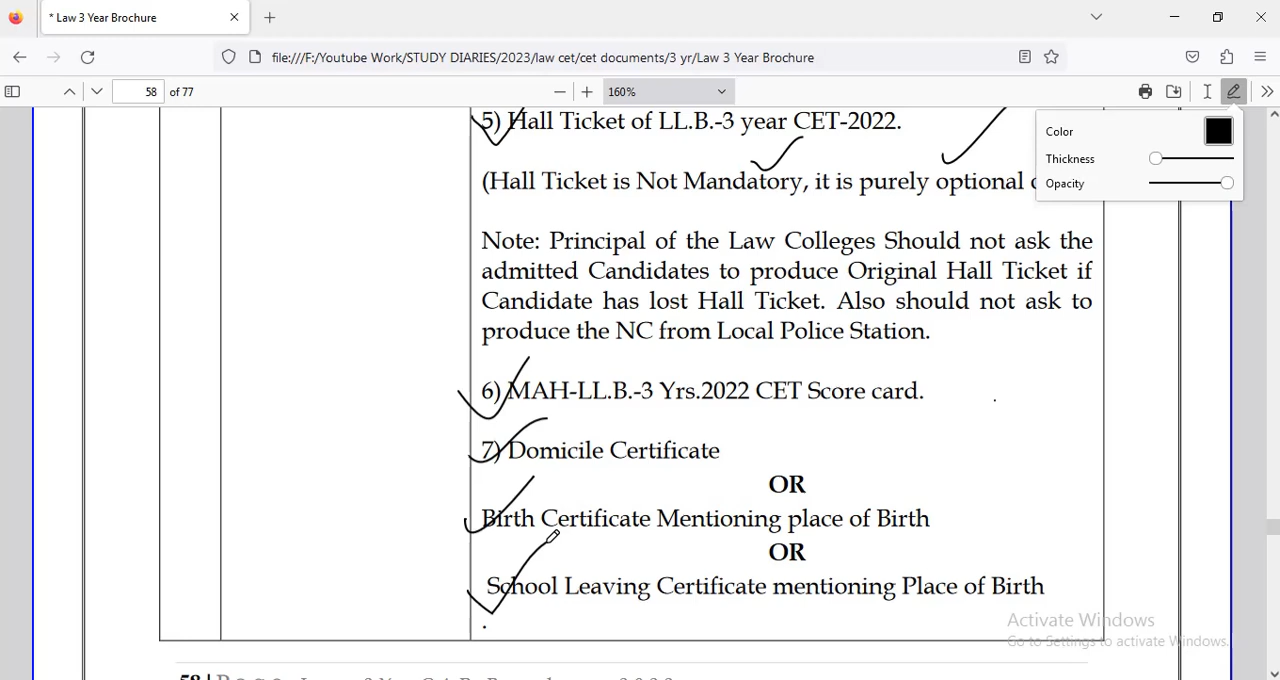 * Law 3 Year Brochure
file:///F:/Youtube Work/STUDY DIARIES/2023/law cet/cet documents/3 yr/Law 3 Year Brochure
58 of 77
160%
5) Hall Ticket of LL.B.-3 year CET-2022.
Color
Thickness
(Hall Ticket is Not Mandatory, it is purely optional
Opacity
Note: Principal of the Law Colleges Should not ask the
admitted Candidates to produce Original Hall Ticket if
Candidate has lost Hall Ticket. Also should not ask to
produce the NC from Local Police Station.
6) MAH-LL.B.-3 Yrs.2022 CET Score card.
7) Domicile Certificate
OR
Birth Certificate Mentioning place of Birth
OR
School Leaving Certificate mentioning Place of Birth
.
Activate Windows
Go to Settings to activate Windows.
58 |